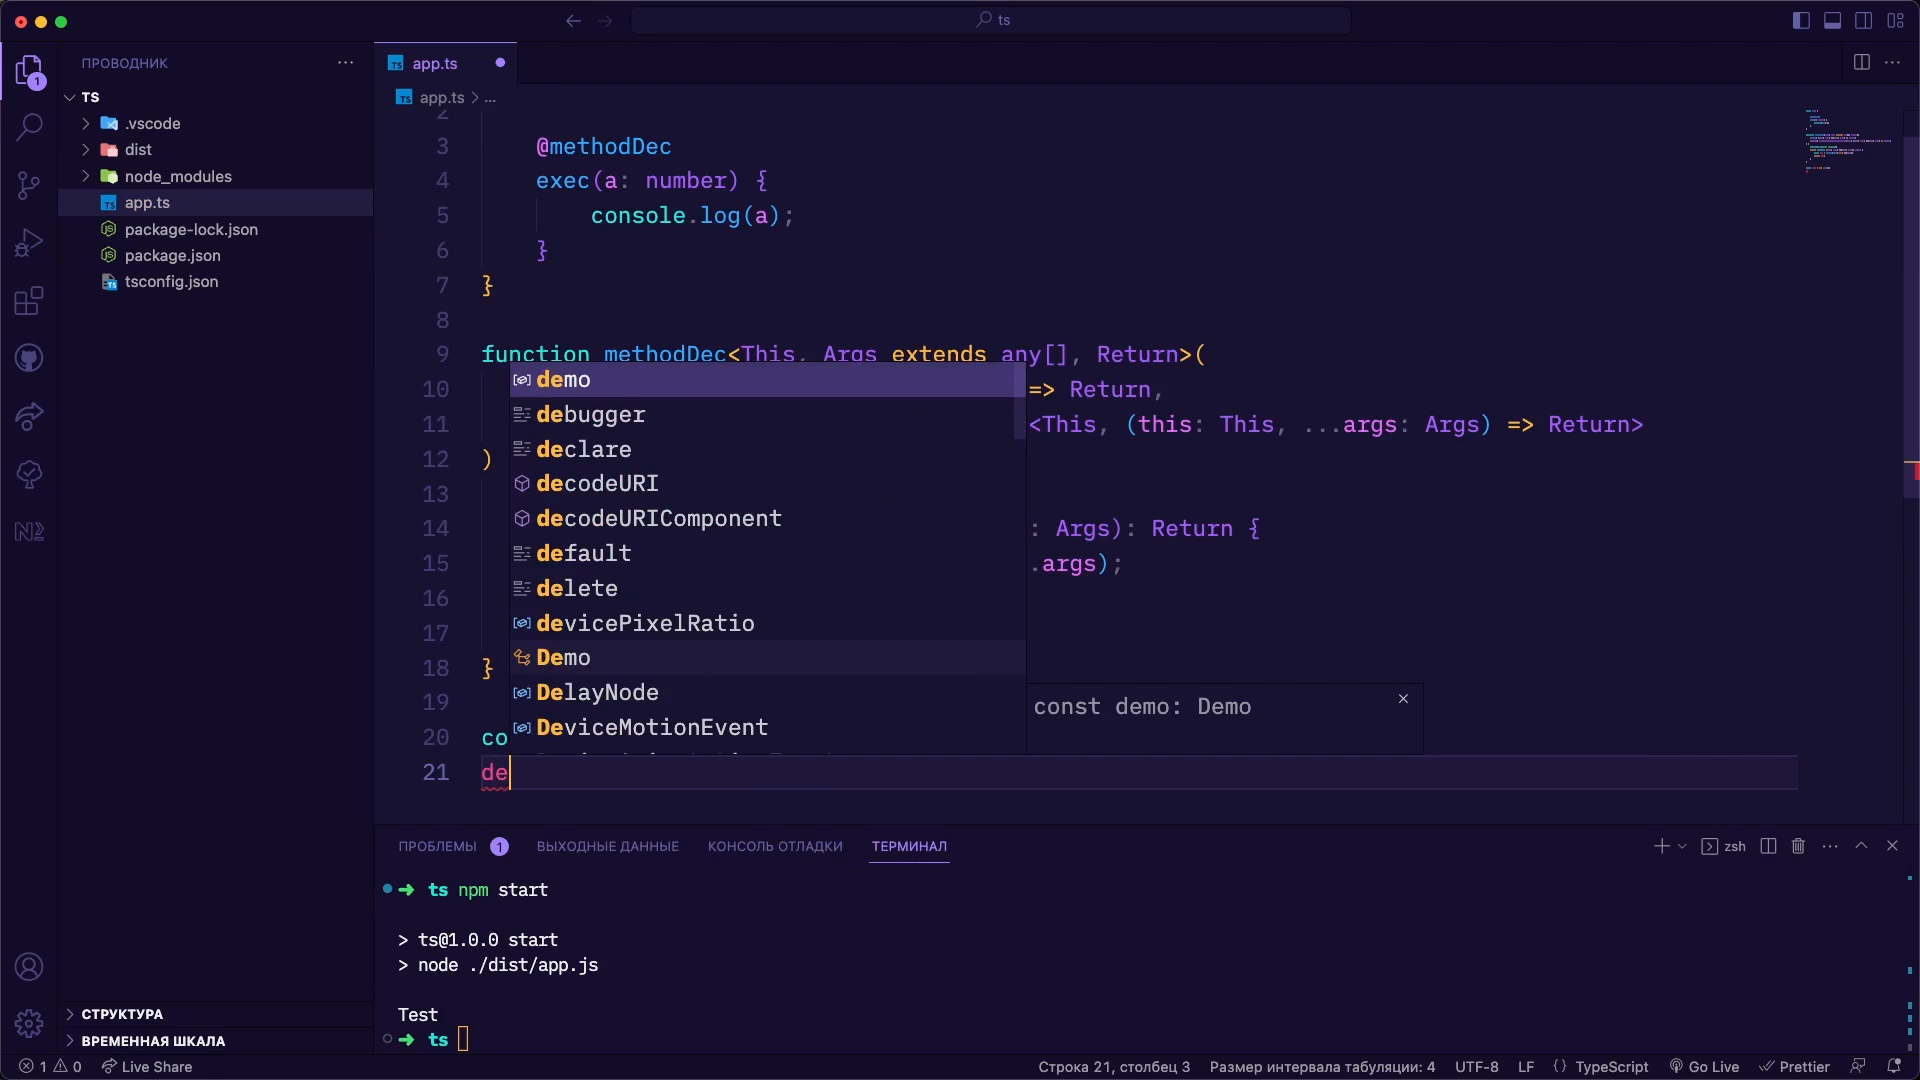 ts
ПРОВОДНИК
TS
.vscode
dist
node_modules
app.ts
package-lock.json
package.json
tsconfig.json
СТРУКТУРА
ВРЕМЕННАЯ ШКАЛА
1
app.ts
app.ts > ...
2
3 @methodDec
4 exec(a: number) {
5 console.log(a);
6 }
7 }
8
9 function methodDec<This, Args extends any[], Return>(
10 => Return,
11 <This, (this: This, ...args: Args) => Return>
12 )
13
14 : Args): Return {
15 .args);
16
17
18 }
19
20 co
21 de
demo
debugger
declare
decodeURI
decodeURIComponent
default
delete
devicePixelRatio
Demo
DelayNode
DeviceMotionEvent
const demo: Demo
ПРОБЛЕМЫ 1 ВЫХОДНЫЕ ДАННЫЕ КОНСОЛЬ ОТЛАДКИ ТЕРМИНАЛ
zsh
ts npm start
> ts@1.0.0 start
> node ./dist/app.js
Test
ts
1 0 Live Share
Строка 21, столбец 3 Размер интервала табуляции: 4 UTF-8 LF {} TypeScript Go Live Prettier